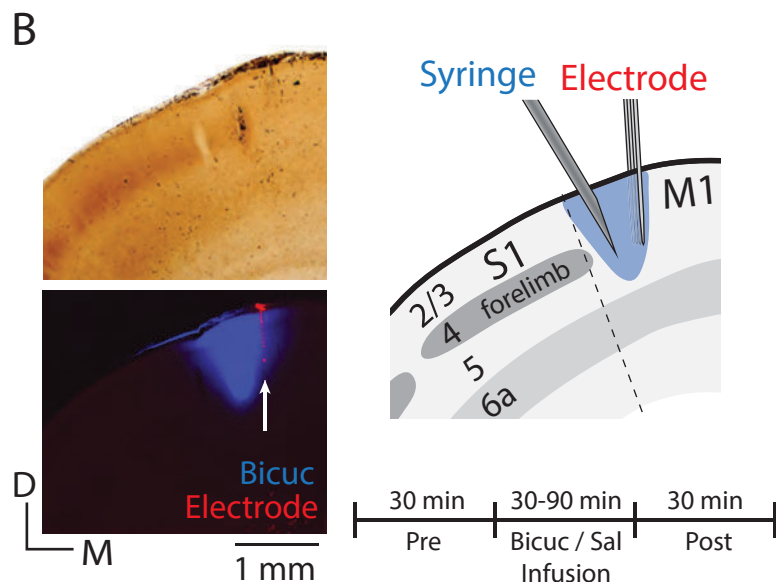 B
Syringe Electrode
M1
S1
2/3
forelimb
4
5
6a
Bicuc
Electrode
D
M
1 mm
30 min 30-90 min 30 min
Pre Bicuc / Sal Post
Infusion